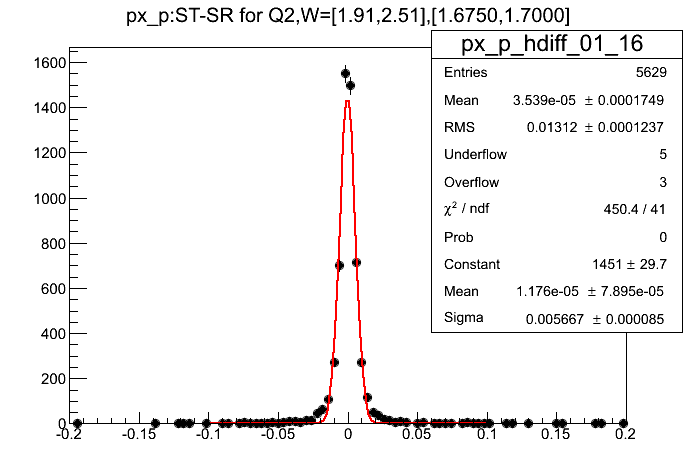 px_p:ST-SR for Q2,W=[1.91,2.51],[1.6750,1.7000]
px_p_hdiff_01_16
Entries 5629
Mean 3.539e-05 ± 0.0001749
RMS 0.01312 ± 0.0001237
Underflow 5
Overflow 3
χ² / ndf 450.4 / 41
Prob 0
Constant 1451 ± 29.7
Mean 1.176e-05 ± 7.895e-05
Sigma 0.005667 ± 0.000085
1600
1400
1200
1000
800
600
400
200
0
-0.2 -0.15 -0.1 -0.05 0 0.05 0.1 0.15 0.2